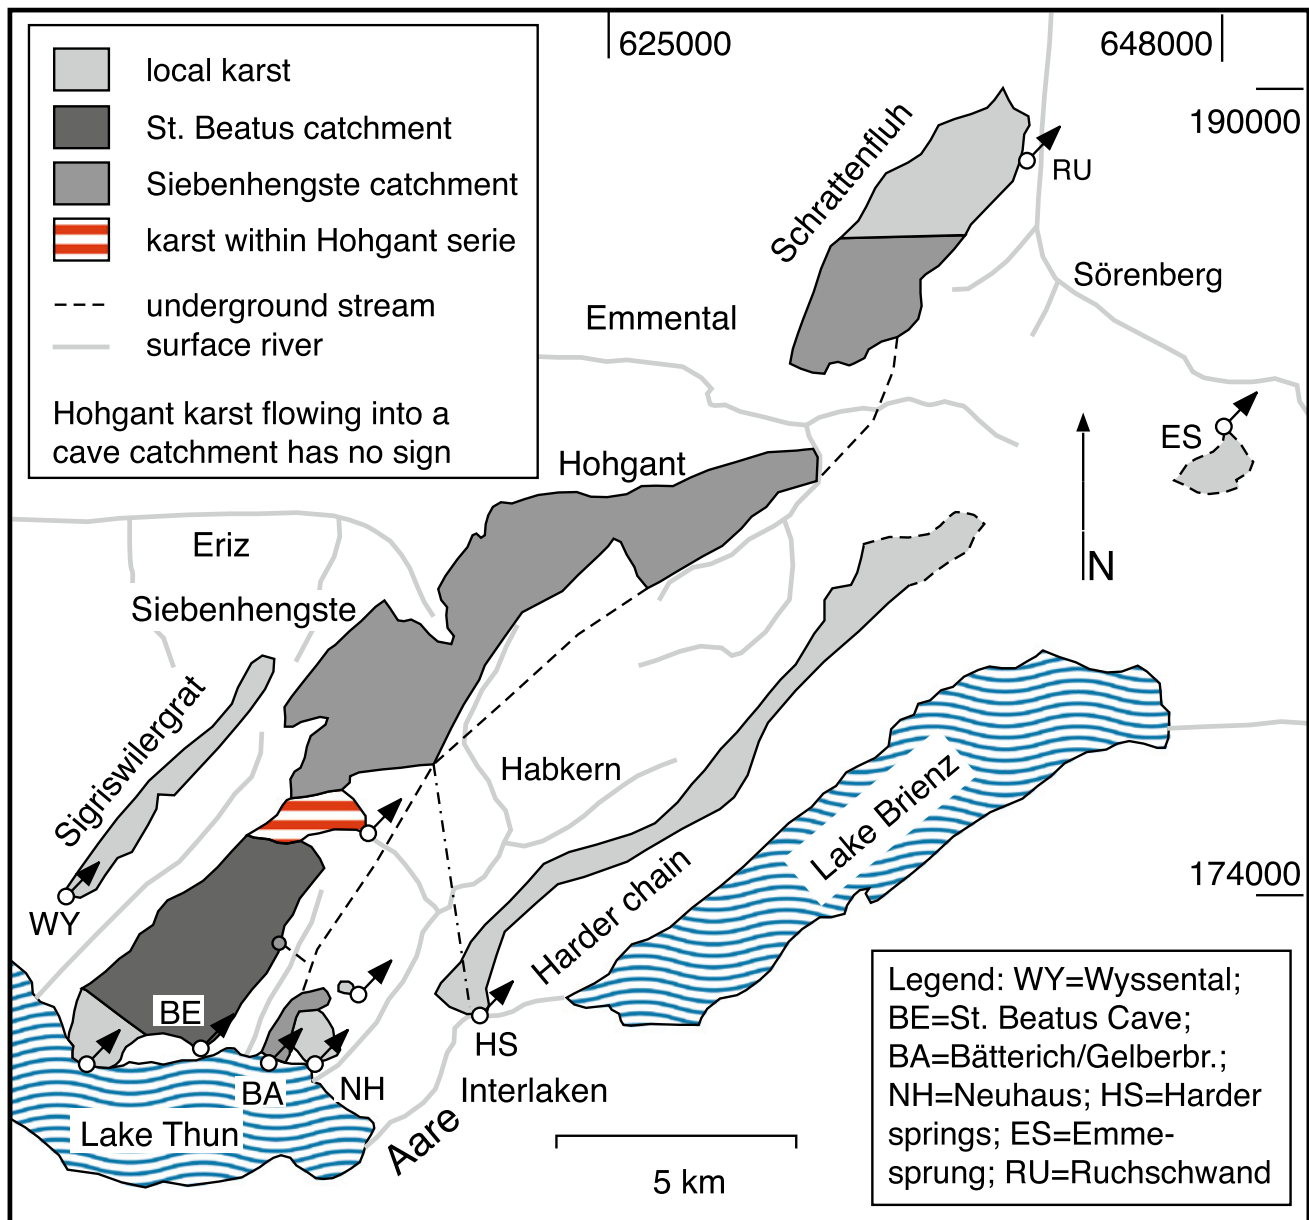 local karst
St. Beatus catchment
Siebenhengste catchment
karst within Hohgant serie
underground stream
surface river
Hohgant karst flowing into a
cave catchment has no sign
625000
648000
190000
Schrattenfluh
RU
Sörenberg
Emmental
ES
Hohgant
N
Eriz
Siebenhengste
Sigriswilergrat
Habkern
Lake Brienz
174000
WY
Harder chain
BE
HS
BA
NH
Interlaken
Lake Thun
Aare
5 km
Legend: WY=Wyssental;
BE=St. Beatus Cave;
BA=Bätterich/Gelberbr.;
NH=Neuhaus; HS=Harder
springs; ES=Emme-
sprung; RU=Ruchschwand